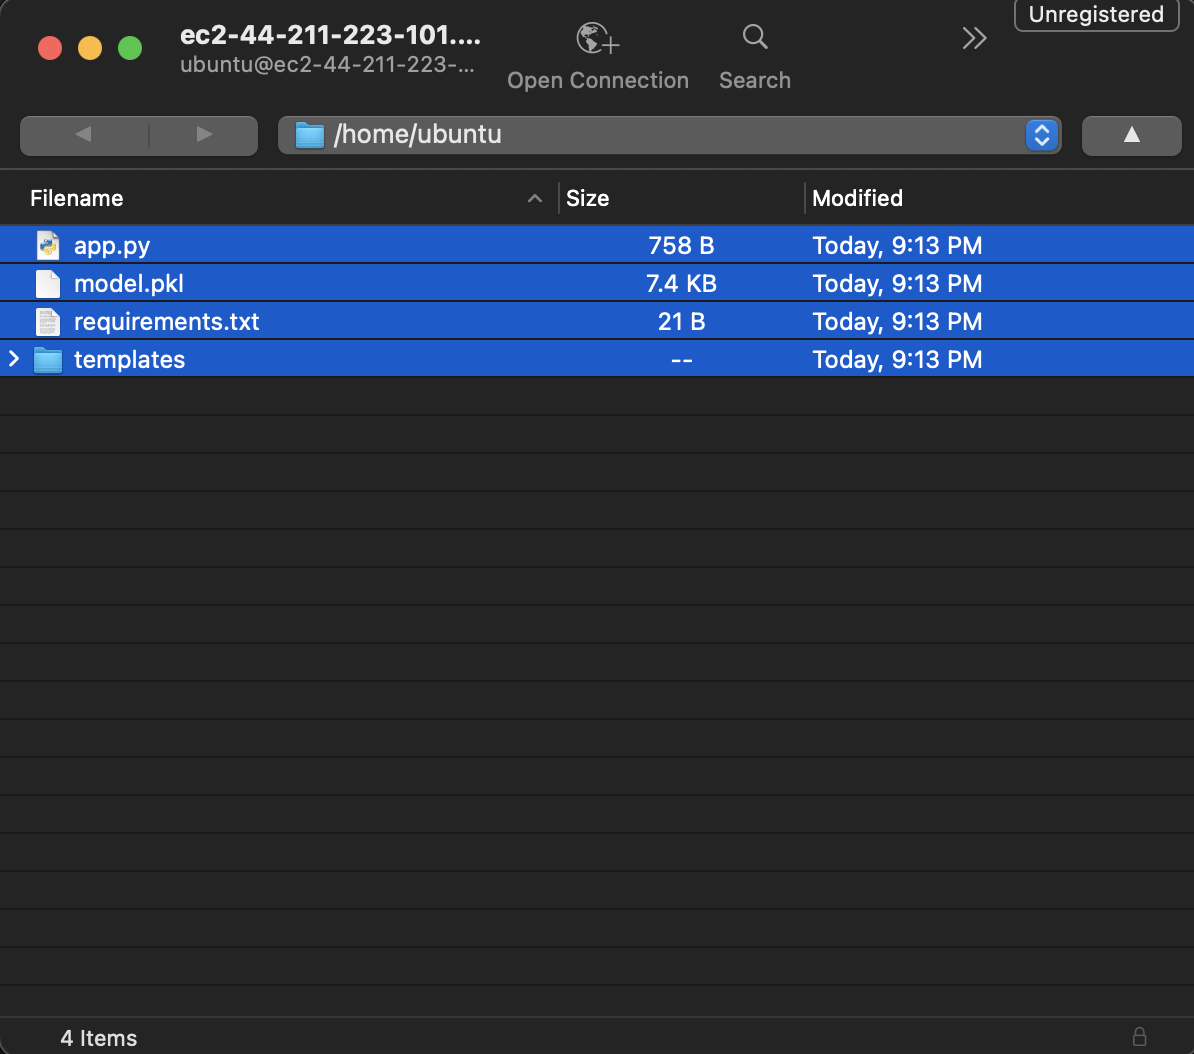 Unregistered
ec2-44-211-223-101....
ubuntu@ec2-44-211-223-...
Open Connection
Search
/home/ubuntu
Filename Size Modified
app.py 758 B Today, 9:13 PM
model.pkl 7.4 KB Today, 9:13 PM
requirements.txt 21 B Today, 9:13 PM
templates -- Today, 9:13 PM
4 Items